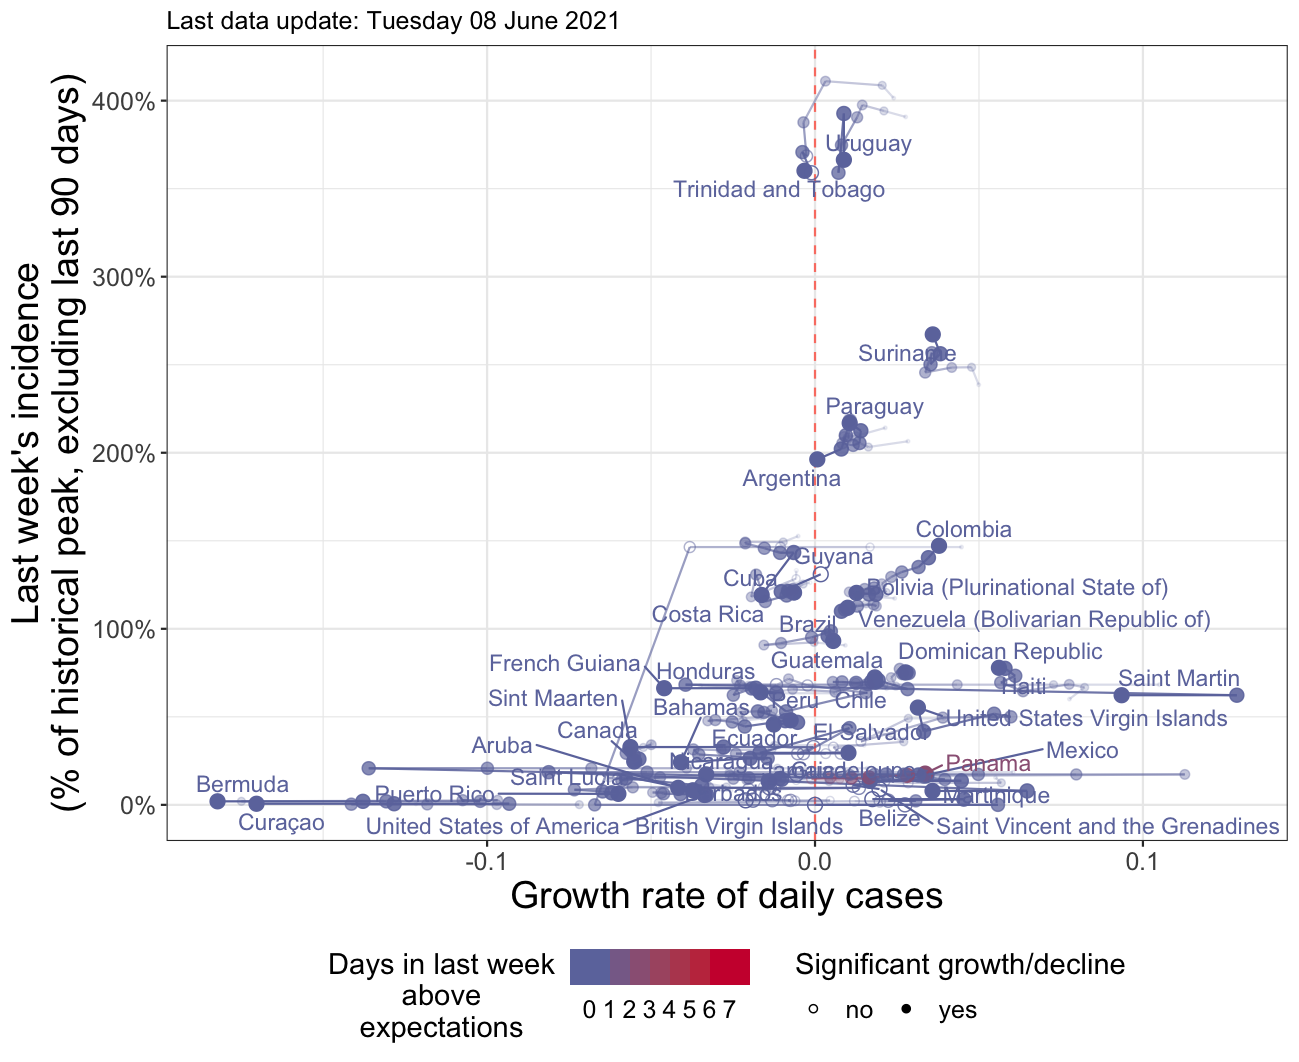 Last data update: Tuesday 08 June 2021
Last week's incidence
(% of historical peak, excluding last 90 days)
400%
300%
200%
100%
0%
Uruguay
Trinidad and Tobago
Suriname
Paraguay
Argentina
Colombia
Guyana
Cuba
Bolivia (Plurinational State of)
Costa Rica
Venezuela (Bolivarian Republic of)
Brazil
Dominican Republic
Guatemala
French Guiana
Honduras
Saint Martin
Haiti
Sint Maarten
Peru
Chile
Bahamas
United States Virgin Islands
Canada
Ecuador
El Salvador
Aruba
Mexico
Nicaragua
Panama
Saint Lucia
Guadeloupe
Bermuda
Puerto Rico
Barbados
Martinique
Curaçao
United States of America
British Virgin Islands
Belize
Saint Vincent and the Grenadines
-0.1
0.0
0.1
Growth rate of daily cases
Days in last week
above
expectations
0 1 2 3 4 5 6 7
Significant growth/decline
no
yes